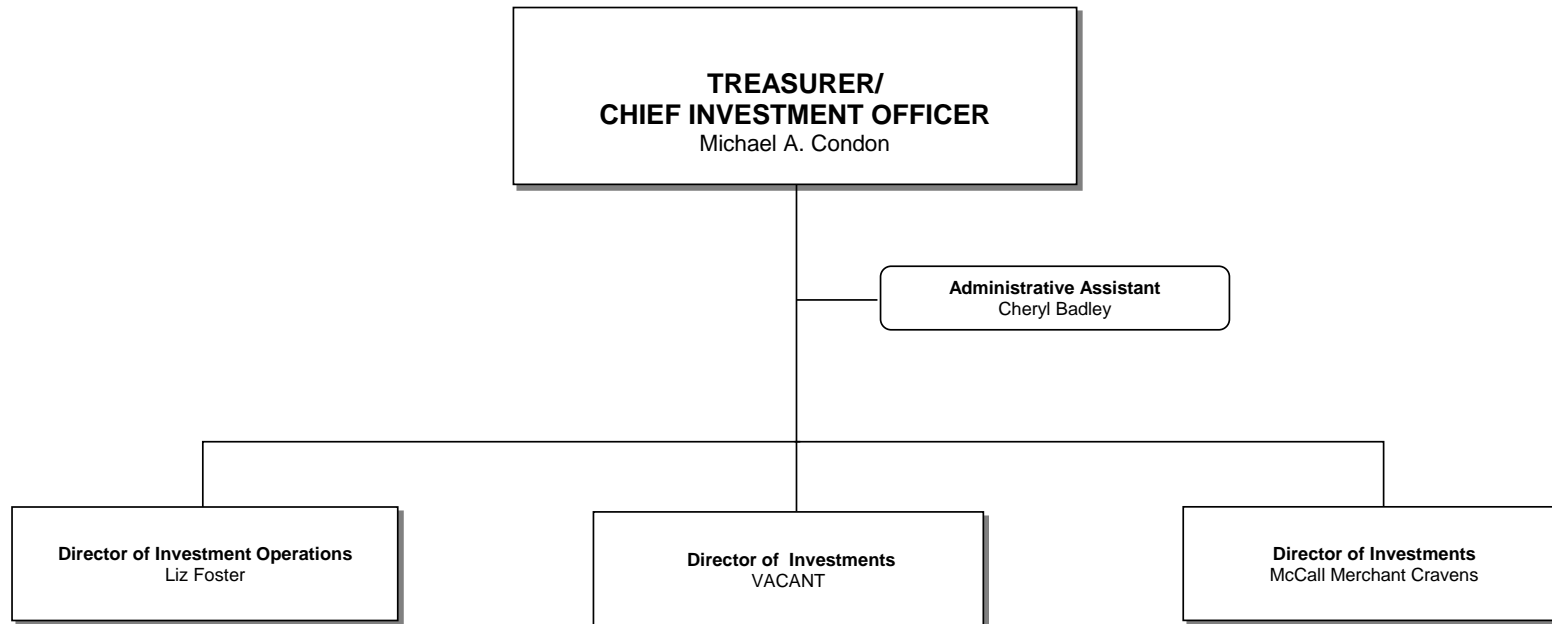 TREASURER/
CHIEF INVESTMENT OFFICER
Michael A. Condon
Administrative Assistant
Cheryl Badley
Director of Investment Operations
Liz Foster
Director of Investments
VACANT
Director of Investments
McCall Merchant Cravens